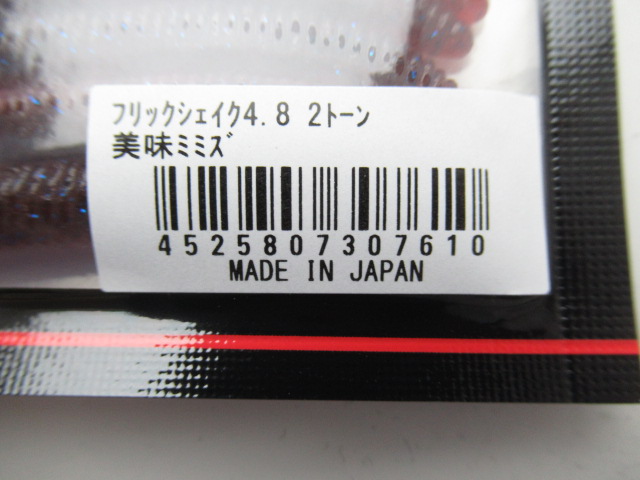 ﾌﾘｯｸｼｪｲｸ4.8 2ﾄｰﾝ
美味ﾐﾐｽﾞ
4525807307610
MADE IN JAPAN